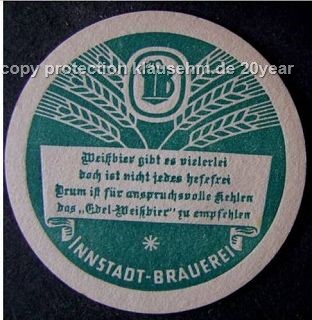 copy protection klausehm.de 20year
B
Weißbier gibt es vielerlei
doch ist nicht jedes hefefrei
Drum ist für anspruchsvolle Kehlen
das „Edel-Weißbier" zu empfehlen
INNSTADT-BRAUEREI